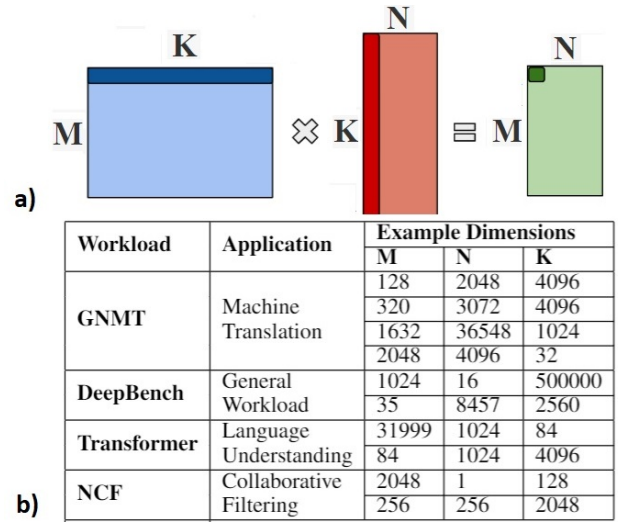 K
N
N
M
K
M
a)
Workload Application Example Dimensions
M N K
GNMT Machine Translation 128 2048 4096
320 3072 4096
1632 36548 1024
2048 4096 32
DeepBench General Workload 1024 16 500000
35 8457 2560
Transformer Language Understanding 31999 1024 84
84 1024 4096
NCF Collaborative Filtering 2048 1 128
256 256 2048
b)